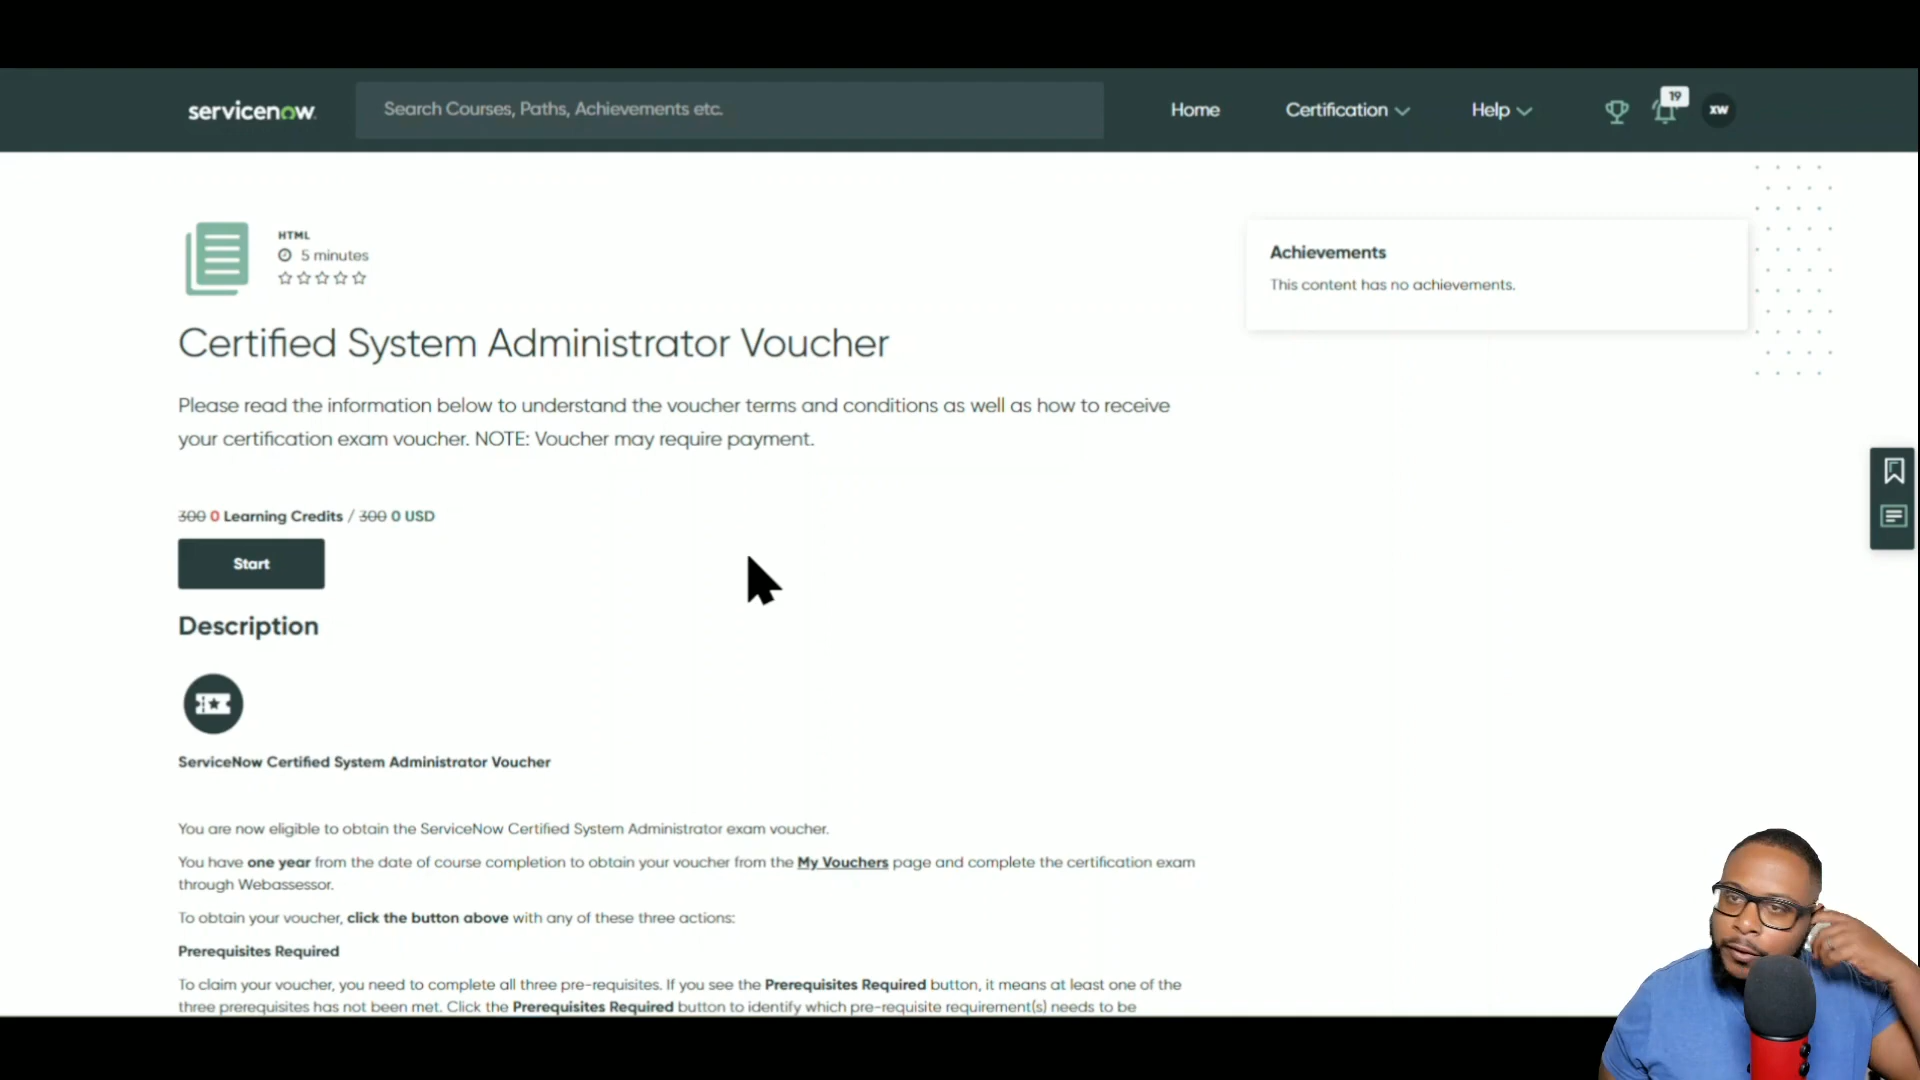 servicenow
Search Courses, Paths, Achievements etc.
Home
Certification
Help
19
XW
HTML
5 minutes
Achievements
This content has no achievements.
Certified System Administrator Voucher
Please read the information below to understand the voucher terms and conditions as well as how to receive
your certification exam voucher. NOTE: Voucher may require payment.
300 0 Learning Credits / 300 0 USD
Start
Description
ServiceNow Certified System Administrator Voucher
You are now eligible to obtain the ServiceNow Certified System Administrator exam voucher.
You have one year from the date of course completion to obtain your voucher from the My Vouchers page and complete the certification exam
through Webassessor.
To obtain your voucher, click the button above with any of these three actions:
Prerequisites Required
To claim your voucher, you need to complete all three pre-requisites. If you see the Prerequisites Required button, it means at least one of the
three prerequisites has not been met. Click the Prerequisites Required button to identify which pre-requisite requirement(s) needs to be